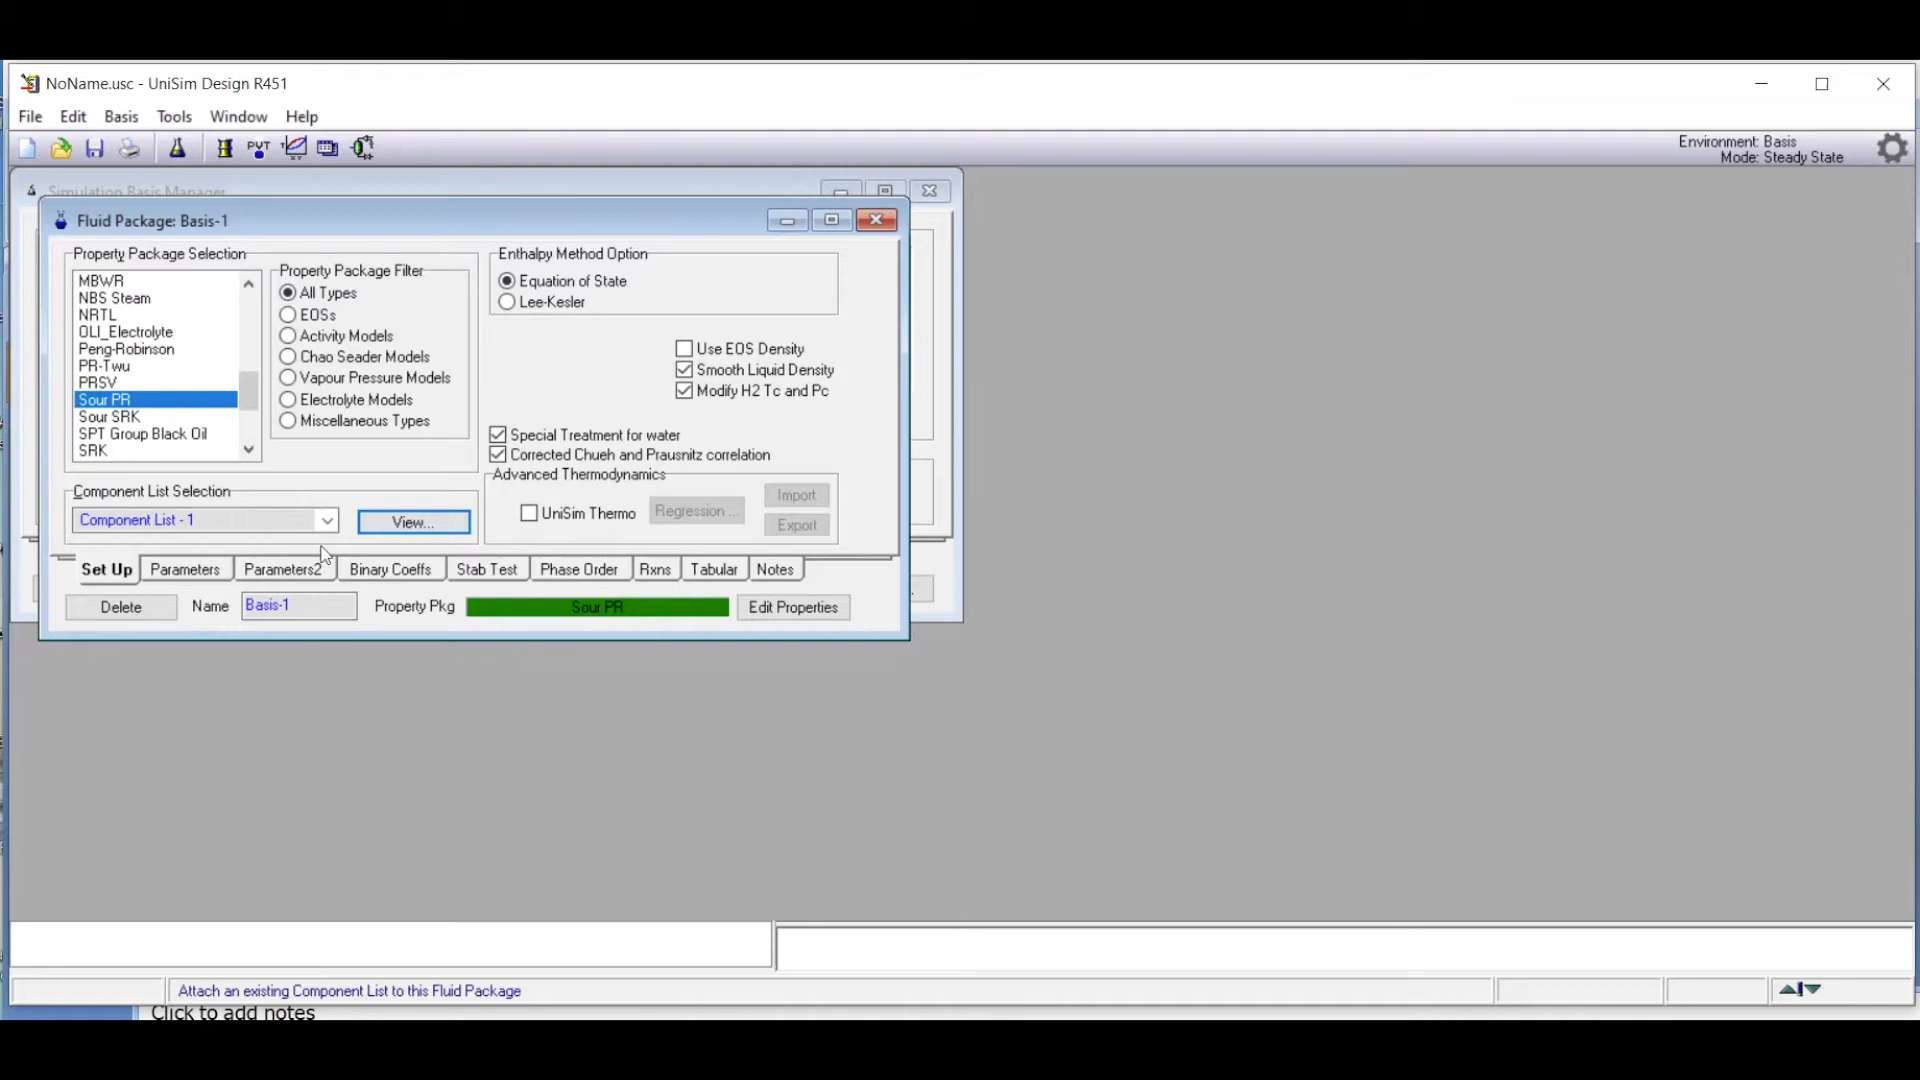 NoName.usc - UniSim Design R451
File Edit Basis Tools Window Help
PVT
Environment: Basis
Mode: Steady State
Simulation Basis Manager
Fluid Package: Basis-1
Property Package Selection
MBWR
NBS Steam
NRTL
OLI_Electrolyte
Peng-Robinson
PR-Twu
PRSV
Sour PR
Sour SRK
SPT Group Black Oil
SRK
Property Package Filter
All Types
EOSs
Activity Models
Chao Seader Models
Vapour Pressure Models
Electrolyte Models
Miscellaneous Types
Enthalpy Method Option
Equation of State
Lee-Kesler
Use EOS Density
Smooth Liquid Density
Modify H2 Tc and Pc
Special Treatment for water
Corrected Chueh and Prausnitz correlation
Advanced Thermodynamics
UniSim Thermo
Regression ...
Import
Export
Component List Selection
Component List - 1
View...
Set Up Parameters Parameters2 Binary Coeffs Stab Test Phase Order Rxns Tabular Notes
Delete Name Basis-1 Property Pkg Sour PR Edit Properties
Attach an existing Component List to this Fluid Package
Click to add notes